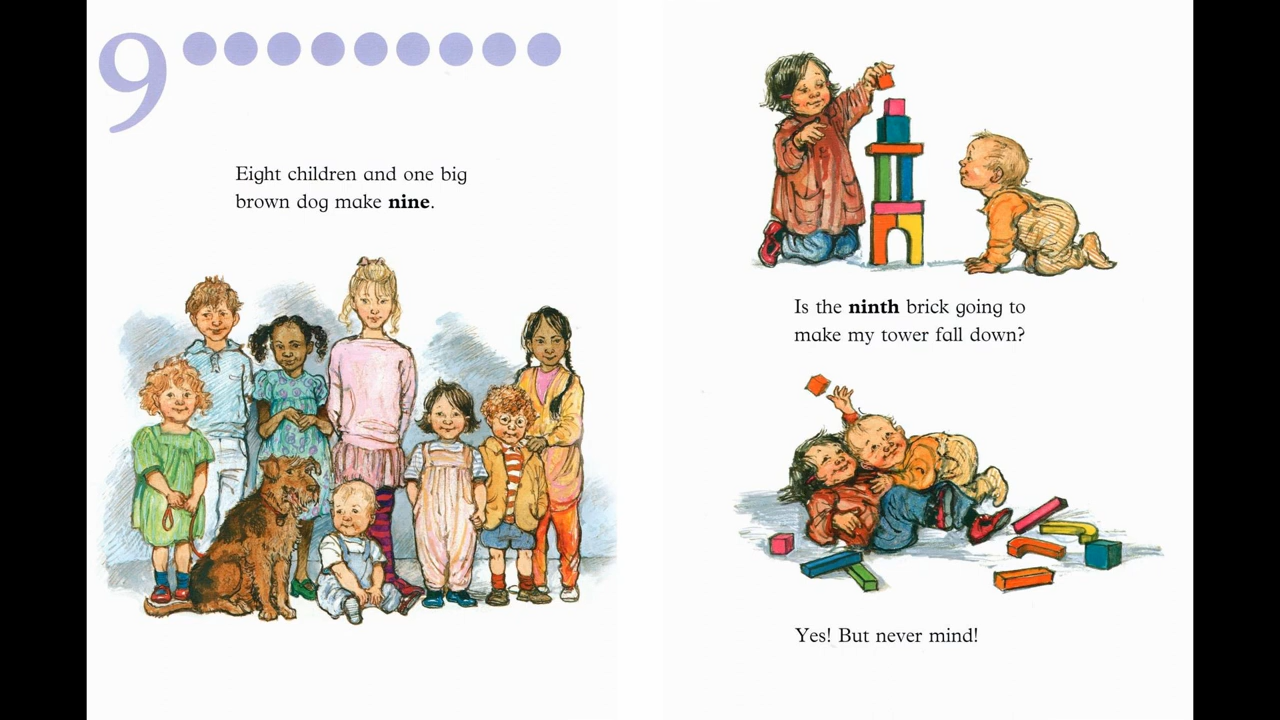 9
Eight children and one big
brown dog make nine.
Is the ninth brick going to
make my tower fall down?
Yes! But never mind!